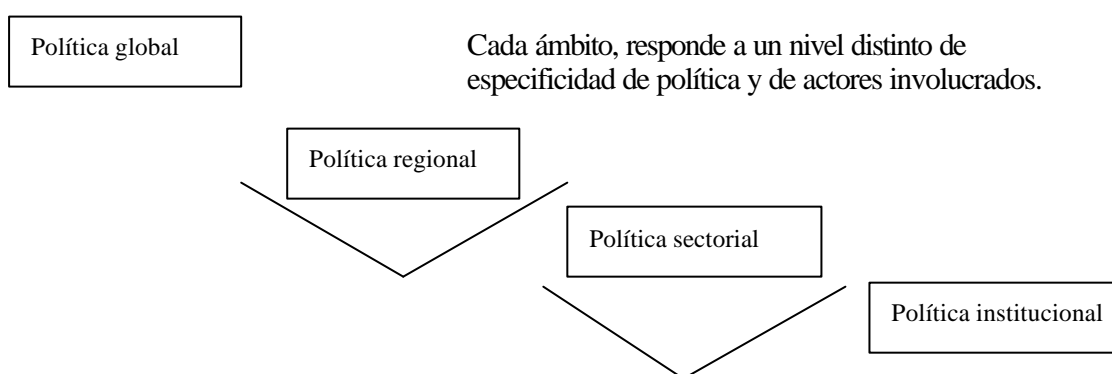 Política global
Cada ámbito, responde a un nivel distinto de
especificidad de política y de actores involucrados.
Política regional
Política sectorial
Política institucional